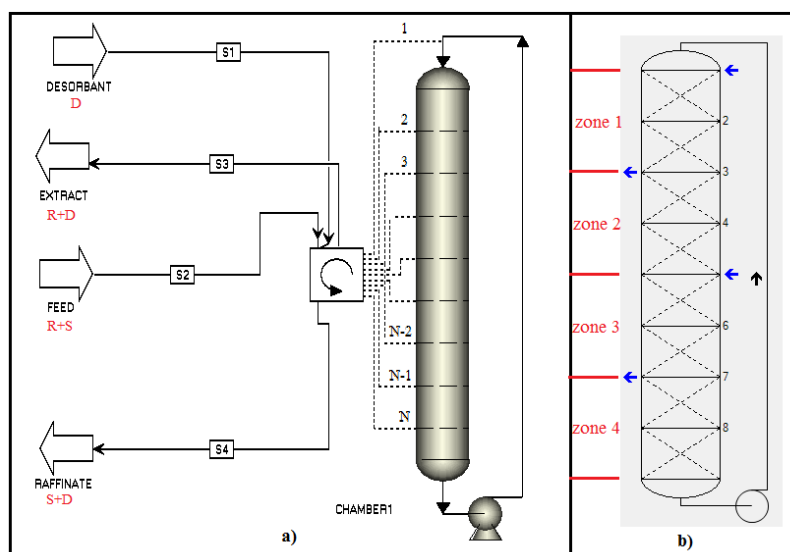 1
S1
DESORBANT
D
2
S3
3
EXTRACT
R+D
S2
FEED
R+S
N-2
N-1
N
S4
RAFFINATE
S+D
CHAMBER1
a)
zone 1
2
3
zone 2
4
zone 3
6
7
zone 4
8
b)